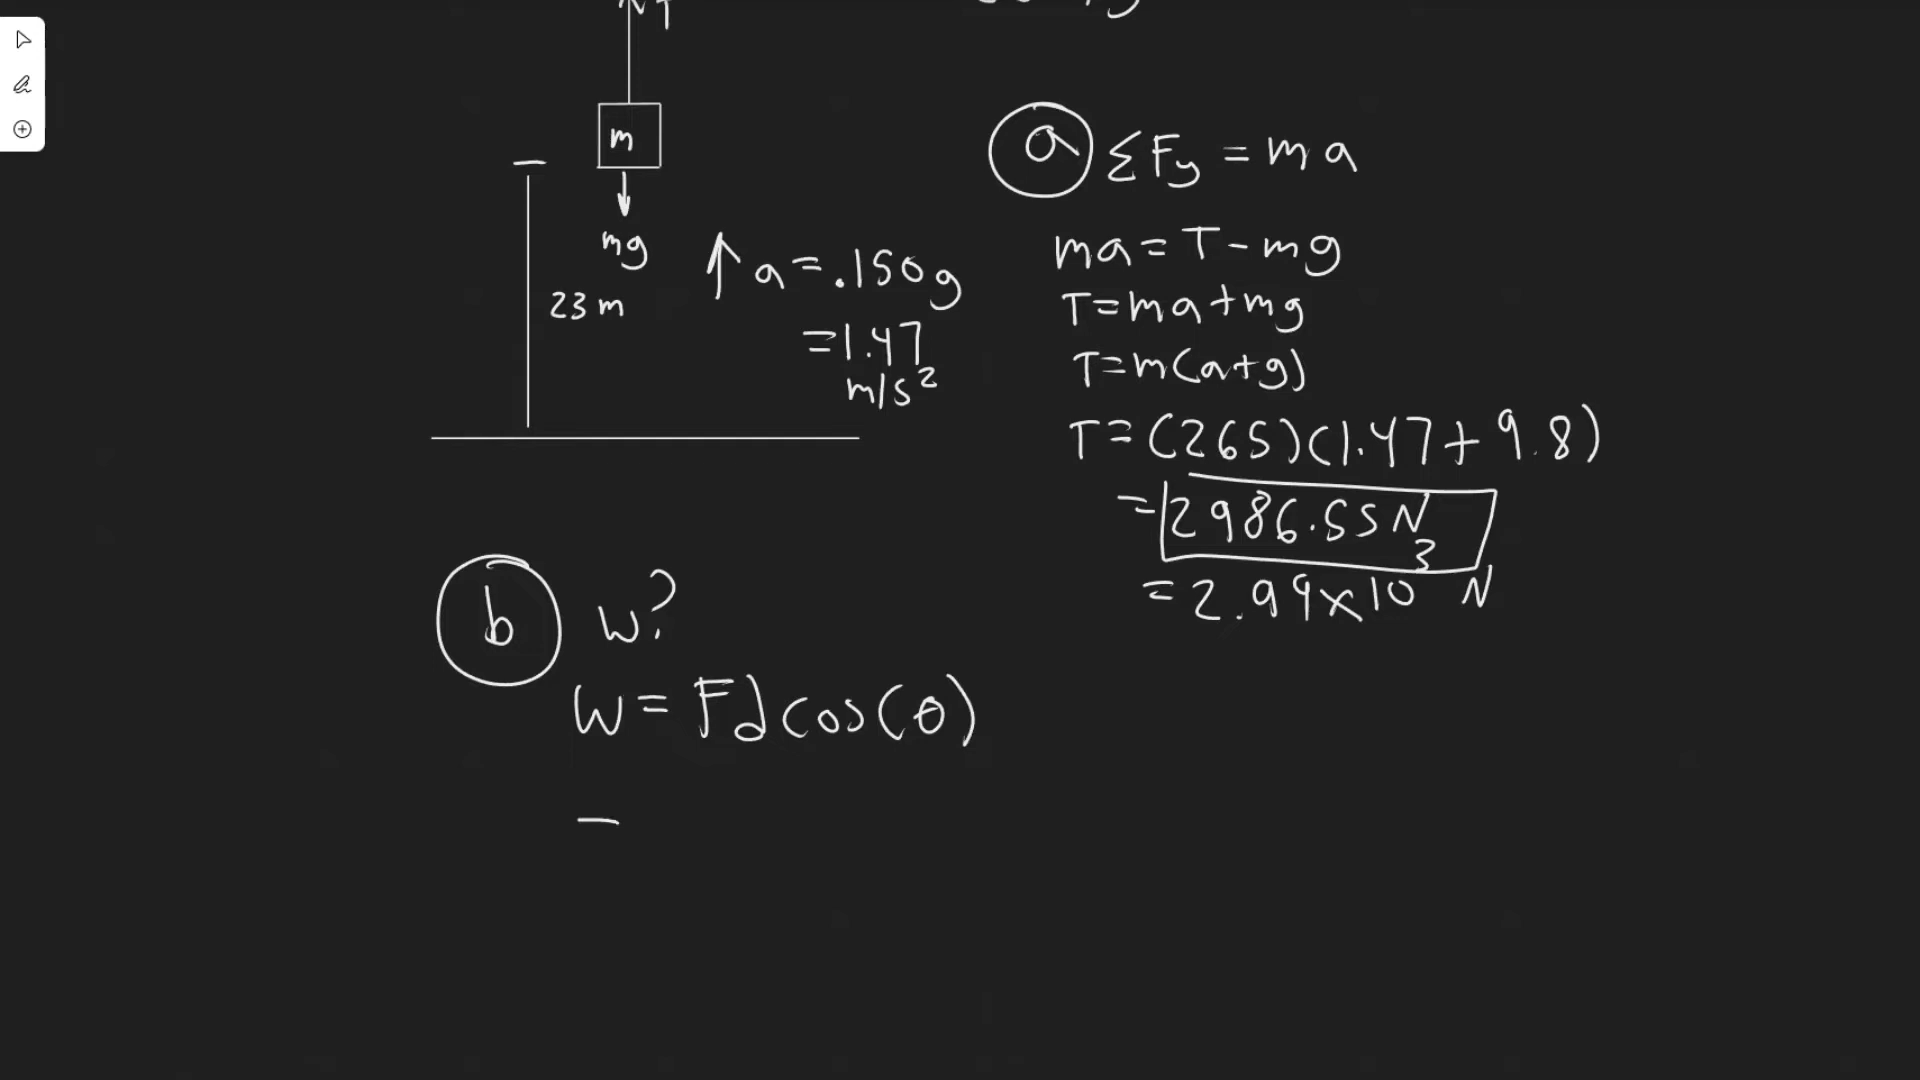 T
m
mg
23 m
a = .150g
= 1.47
m/s²
a ΣFy = ma
ma = T - mg
T = ma + mg
T = m(a+g)
T = (265)(1.47 + 9.8)
= 2986.55 N
= 2.99 x 10³ N
b W?
W = Fd cos(θ)